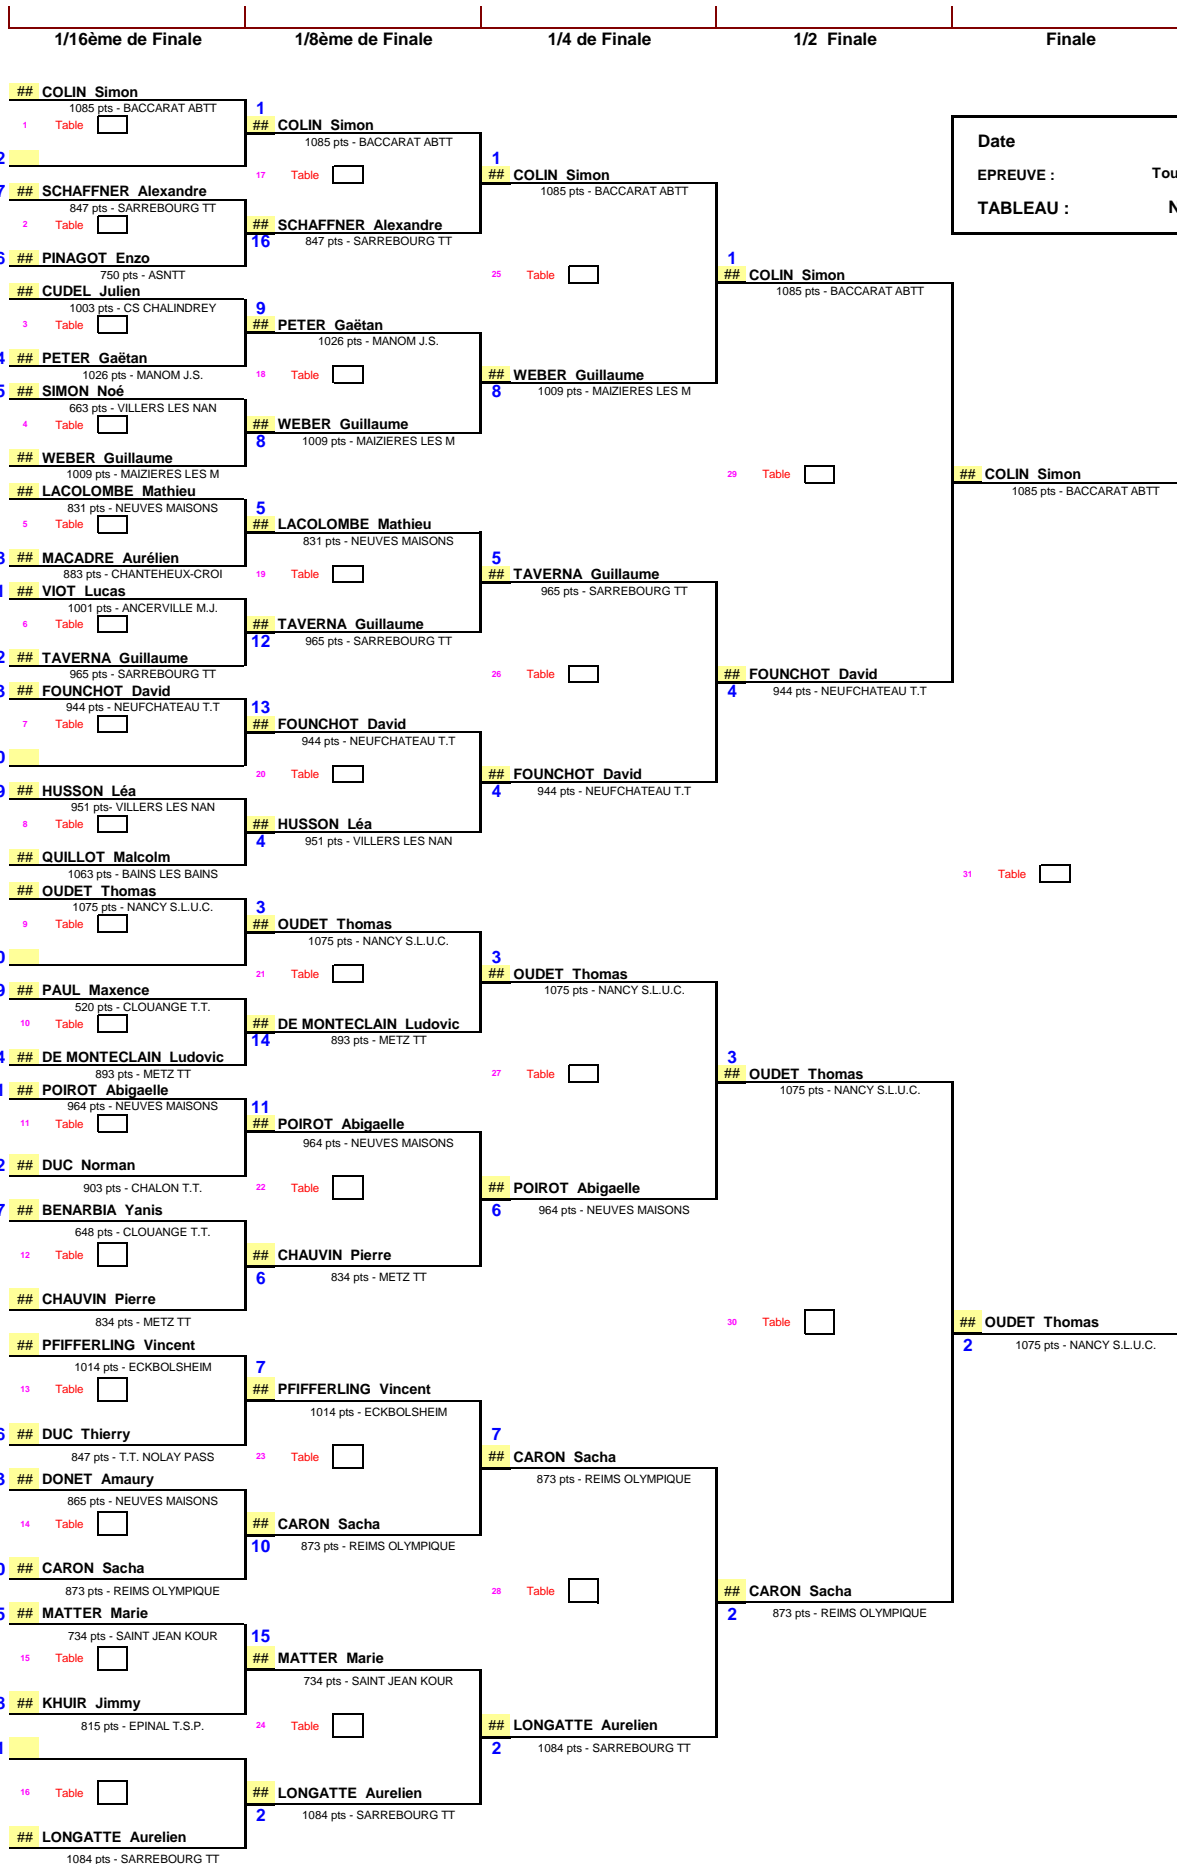 1/16ème de Finale
1/8ème de Finale
1/4 de Finale
1/2 Finale
Finale
Date
EPREUVE :
TABLEAU :
## COLIN Simon
1085 pts - BACCARAT ABTT
1 Table
## SCHAFFNER Alexandre
847 pts - SARREBOURG TT
2 Table
## PINAGOT Enzo
750 pts - ASNTT
## CUDEL Julien
1003 pts - CS CHALINDREY
3 Table
## PETER Gaëtan
1026 pts - MANOM J.S.
## SIMON Noé
663 pts - VILLERS LES NAN
4 Table
## WEBER Guillaume
1009 pts - MAIZIERES LES M
## LACOLOMBE Mathieu
831 pts - NEUVES MAISONS
5 Table
## MACADRE Aurélien
883 pts - CHANTEHEUX-CROI
## VIOT Lucas
1001 pts - ANCERVILLE M.J.
6 Table
## TAVERNA Guillaume
965 pts - SARREBOURG TT
## FOUNCHOT David
944 pts - NEUFCHATEAU T.T
7 Table
## HUSSON Léa
951 pts- VILLERS LES NAN
8 Table
## QUILLOT Malcolm
1063 pts - BAINS LES BAINS
## OUDET Thomas
1075 pts - NANCY S.L.U.C.
9 Table
## PAUL Maxence
520 pts - CLOUANGE T.T.
10 Table
## DE MONTECLAIN Ludovic
893 pts - METZ TT
## POIROT Abigaelle
964 pts - NEUVES MAISONS
11 Table
## DUC Norman
903 pts - CHALON T.T.
## BENARBIA Yanis
648 pts - CLOUANGE T.T.
12 Table
## CHAUVIN Pierre
834 pts - METZ TT
## PFIFFERLING Vincent
1014 pts - ECKBOLSHEIM
13 Table
## DUC Thierry
847 pts - T.T. NOLAY PASS
## DONET Amaury
865 pts - NEUVES MAISONS
14 Table
## CARON Sacha
873 pts - REIMS OLYMPIQUE
## MATTER Marie
734 pts - SAINT JEAN KOUR
15 Table
## KHUIR Jimmy
815 pts - EPINAL T.S.P.
16 Table
## LONGATTE Aurelien
1084 pts - SARREBOURG TT
1
## COLIN Simon
1085 pts - BACCARAT ABTT
17 Table
## SCHAFFNER Alexandre
16 847 pts - SARREBOURG TT
9
## PETER Gaëtan
1026 pts - MANOM J.S.
18 Table
## WEBER Guillaume
8 1009 pts - MAIZIERES LES M
5
## LACOLOMBE Mathieu
831 pts - NEUVES MAISONS
19 Table
## TAVERNA Guillaume
12 965 pts - SARREBOURG TT
13
## FOUNCHOT David
944 pts - NEUFCHATEAU T.T
20 Table
## HUSSON Léa
4 951 pts - VILLERS LES NAN
3
## OUDET Thomas
1075 pts - NANCY S.L.U.C.
21 Table
## DE MONTECLAIN Ludovic
14 893 pts - METZ TT
11
## POIROT Abigaelle
964 pts - NEUVES MAISONS
22 Table
## CHAUVIN Pierre
6 834 pts - METZ TT
7
## PFIFFERLING Vincent
1014 pts - ECKBOLSHEIM
23 Table
## CARON Sacha
10 873 pts - REIMS OLYMPIQUE
15
## MATTER Marie
734 pts - SAINT JEAN KOUR
24 Table
## LONGATTE Aurelien
2 1084 pts - SARREBOURG TT
1
## COLIN Simon
1085 pts - BACCARAT ABTT
25 Table
## WEBER Guillaume
8 1009 pts - MAIZIERES LES M
5
## TAVERNA Guillaume
965 pts - SARREBOURG TT
26 Table
## FOUNCHOT David
4 944 pts - NEUFCHATEAU T.T
3
## OUDET Thomas
1075 pts - NANCY S.L.U.C.
27 Table
## POIROT Abigaelle
6 964 pts - NEUVES MAISONS
7
## CARON Sacha
873 pts - REIMS OLYMPIQUE
28 Table
## LONGATTE Aurelien
2 1084 pts - SARREBOURG TT
1
## COLIN Simon
1085 pts - BACCARAT ABTT
29 Table
## FOUNCHOT David
4 944 pts - NEUFCHATEAU T.T
3
## OUDET Thomas
1075 pts - NANCY S.L.U.C.
30 Table
## CARON Sacha
2 873 pts - REIMS OLYMPIQUE
## COLIN Simon
1085 pts - BACCARAT ABTT
31 Table
## OUDET Thomas
2 1075 pts - NANCY S.L.U.C.